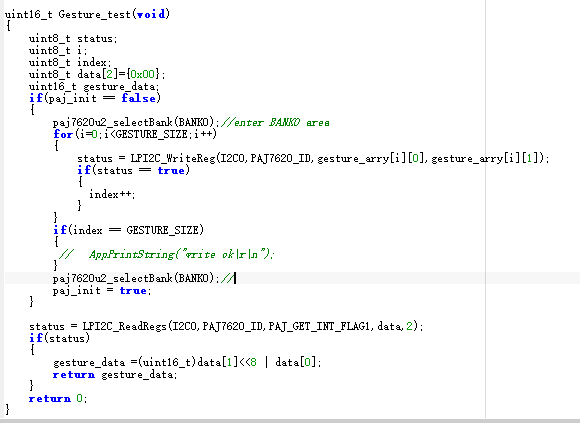 uint16_t Gesture_test(void)
{
uint8_t status;
uint8_t i;
uint8_t index;
uint8_t data[2]={0x00};
uint16_t gesture_data;
if(paj_init == false)
{
paj7620u2_selectBank(BANK0);//enter BANK0 area
for(i=0;i<GESTURE_SIZE;i++)
{
status = LPI2C_WriteReg(I2C0,PAJ7620_ID,gesture_arry[i][0],gesture_arry[i][1]);
if(status == true)
{
index++;
}
}
if(index == GESTURE_SIZE)
{
// AppPrintString("write ok\r\n");
}
paj7620u2_selectBank(BANK0);//
paj_init = true;
}
status = LPI2C_ReadRegs(I2C0,PAJ7620_ID,PAJ_GET_INT_FLAG1,data,2);
if(status)
{
gesture_data =(uint16_t)data[1]<<8 | data[0];
return gesture_data;
}
return 0;
}